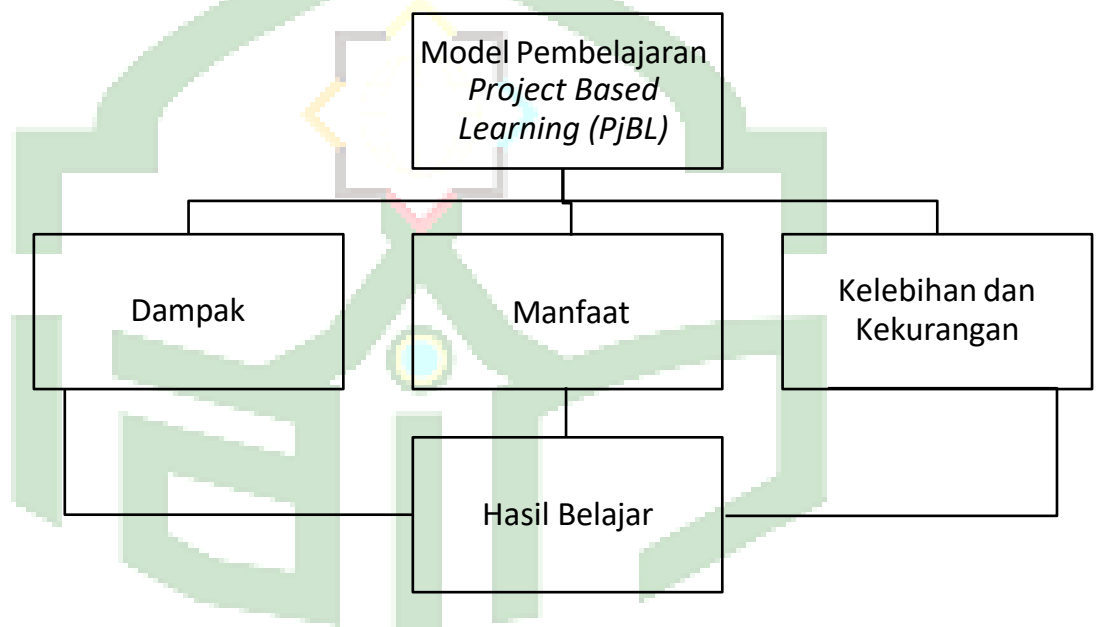 Model Pembelajaran
Project Based
Learning (PjBL)
Dampak
Manfaat
Kelebihan dan
Kekurangan
Hasil Belajar